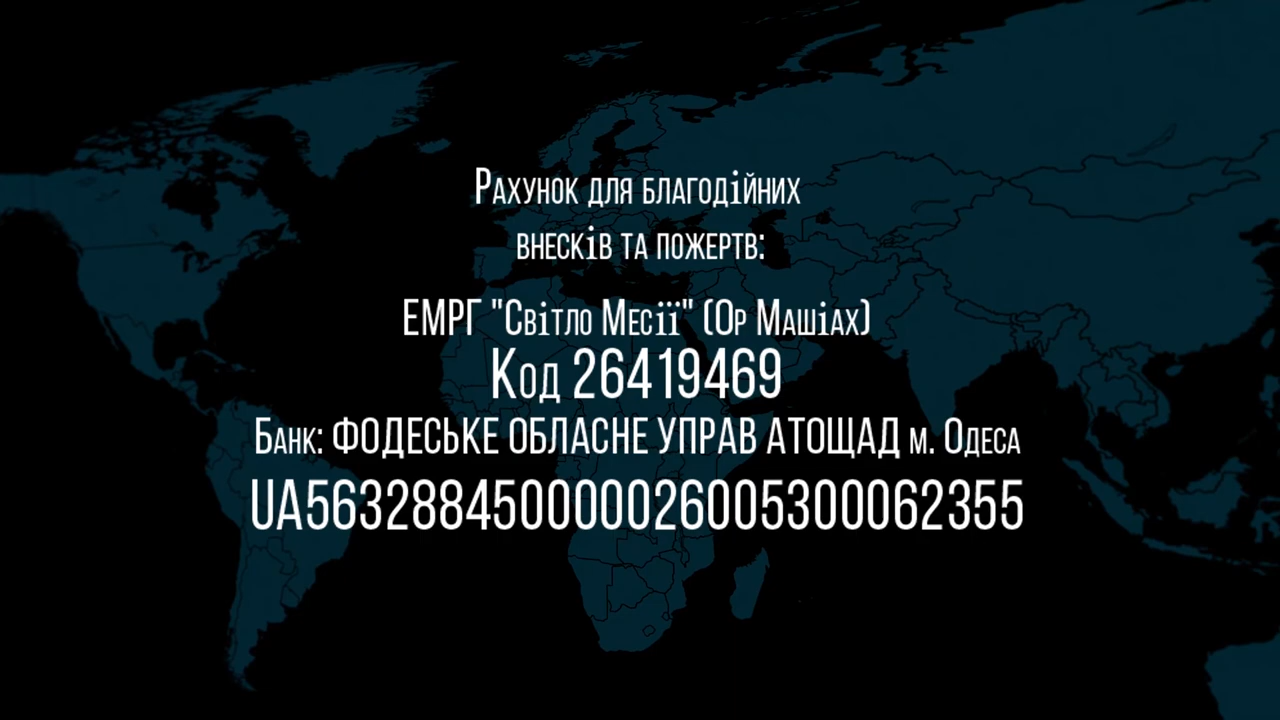 Рахунок для благодійних
внесків та пожертв:
ЕМРГ "Світло Месії" (Ор Машіах)
Код 26419469
Банк: ФОДЕСЬКЕ ОБЛАСНЕ УПРАВ АТОЩАД м. Одеса
UA563288450000026005300062355